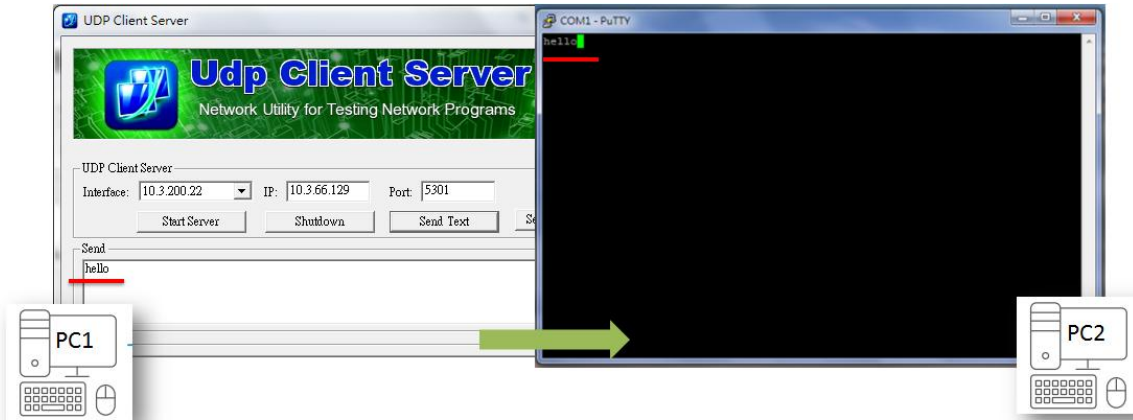 UDP Client Server
Udp Client Server
Network Utility for Testing Network Programs
UDP Client Server
Interface: 10.3.200.22 IP: 10.3.66.129 Port: 5301
Start Server Shutdown Send Text Se
Send
hello
PC1
COM1 - PuTTY
hello
PC2